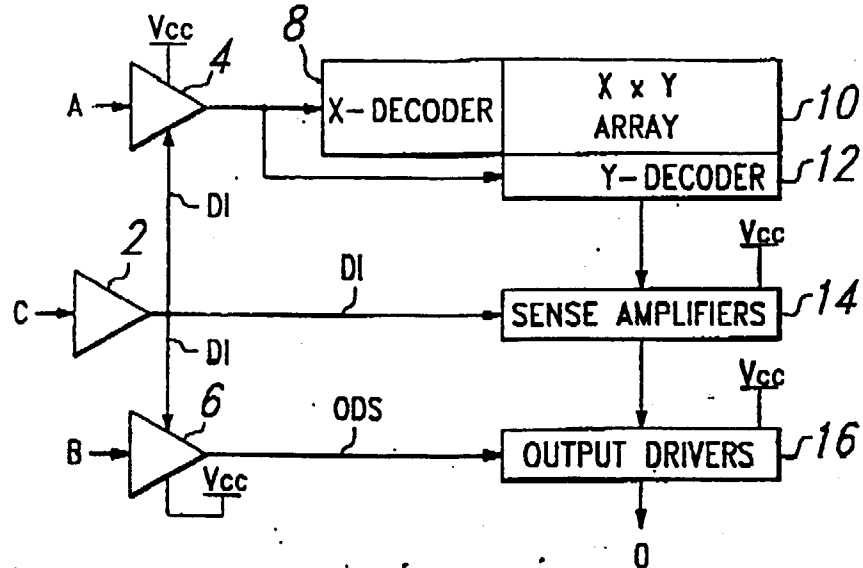 Vcc
4
8
A
X-DECODER
X x Y
ARRAY
10
Y-DECODER
12
DI
2
C
DI
Vcc
SENSE AMPLIFIERS
14
DI
6
B
ODS
Vcc
Vcc
OUTPUT DRIVERS
16
O